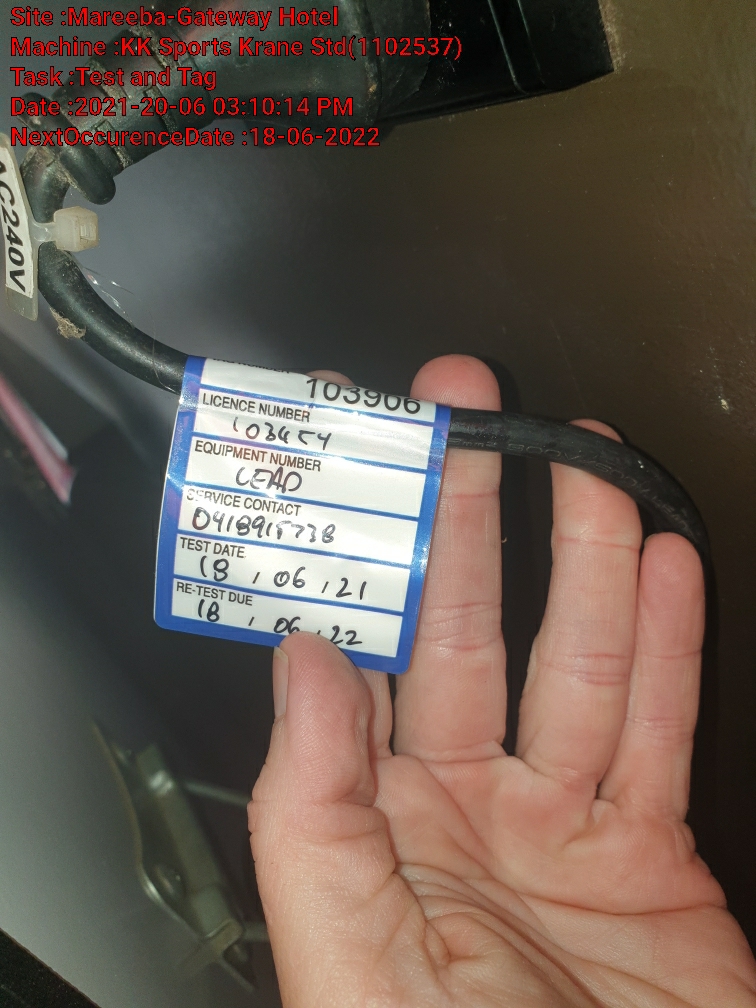 Site :Mareeba-Gateway Hotel
Machine :KK Sports Krane Std(1102537)
Task :Test and Tag
Date :2021-20-06 03:10:14 PM
NextOccurenceDate :18-06-2022
AC240V
103906
LICENCE NUMBER
EQUIPMENT NUMBER
LEAD
SERVICE CONTACT
0418915738
TEST DATE
18 , 06 , 21
RE-TEST DUE
18 , 06 , 22